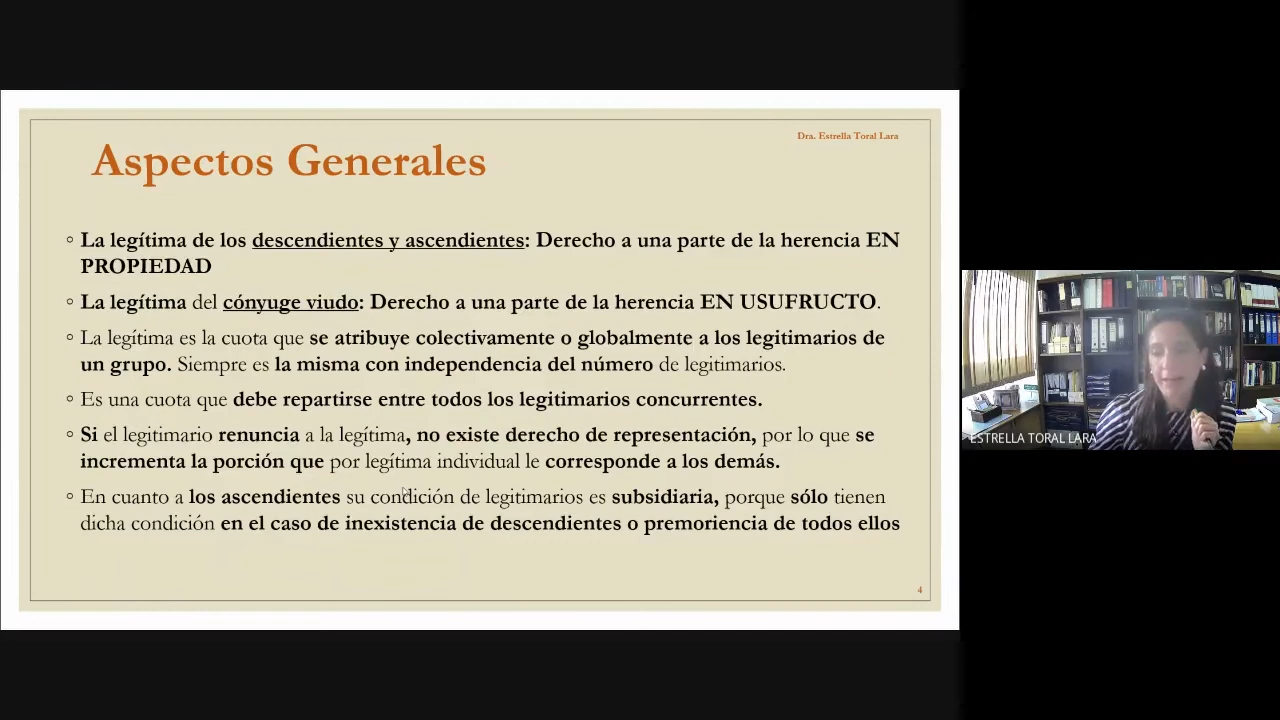 Dra. Estrella Toral Lara
Aspectos Generales
◦ La legítima de los descendientes y ascendientes: Derecho a una parte de la herencia EN
PROPIEDAD
◦ La legítima del cónyuge viudo: Derecho a una parte de la herencia EN USUFRUCTO.
◦ La legítima es la cuota que se atribuye colectivamente o globalmente a los legitimarios de
un grupo. Siempre es la misma con independencia del número de legitimarios.
◦ Es una cuota que debe repartirse entre todos los legitimarios concurrentes.
◦ Si el legitimario renuncia a la legítima, no existe derecho de representación, por lo que se
incrementa la porción que por legítima individual le corresponde a los demás.
◦ En cuanto a los ascendientes su condición de legitimarios es subsidiaria, porque sólo tienen
dicha condición en el caso de inexistencia de descendientes o premoriencia de todos ellos
4
ESTRELLA TORAL LARA